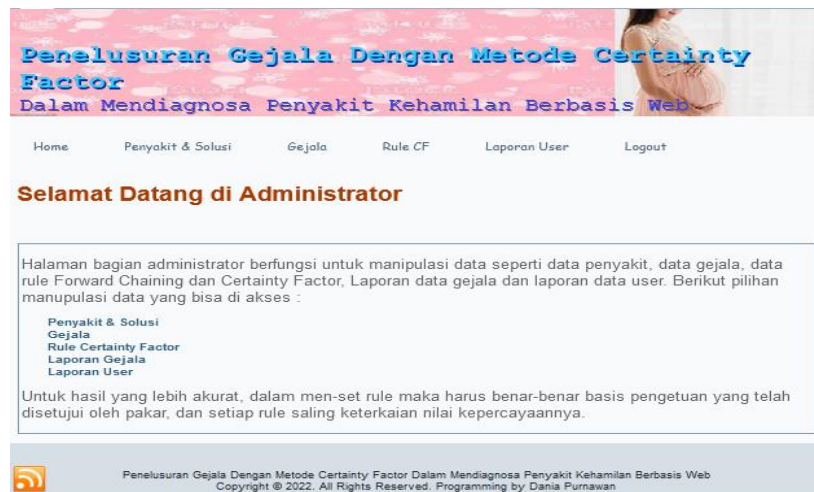 Penelusuran Gejala Dengan Metode Certainty
Factor
Dalam Mendiagnosa Penyakit Kehamilan Berbasis Web
Home Penyakit & Solusi Gejala Rule CF Laporan User Logout
Selamat Datang di Administrator
Halaman bagian administrator berfungsi untuk manipulasi data seperti data penyakit, data gejala, data
rule Forward Chaining dan Certainty Factor, Laporan data gejala dan laporan data user. Berikut pilihan
manupulasi data yang bisa di akses :
Penyakit & Solusi
Gejala
Rule Certainty Factor
Laporan Gejala
Laporan User
Untuk hasil yang lebih akurat, dalam men-set rule maka harus benar-benar basis pengetuan yang telah
disetujui oleh pakar, dan setiap rule saling keterkaian nilai kepercayaannya.
Penelusuran Gejala Dengan Metode Certainty Factor Dalam Mendiagnosa Penyakit Kehamilan Berbasis Web
Copyright © 2022. All Rights Reserved. Programming by Dania Purnawan